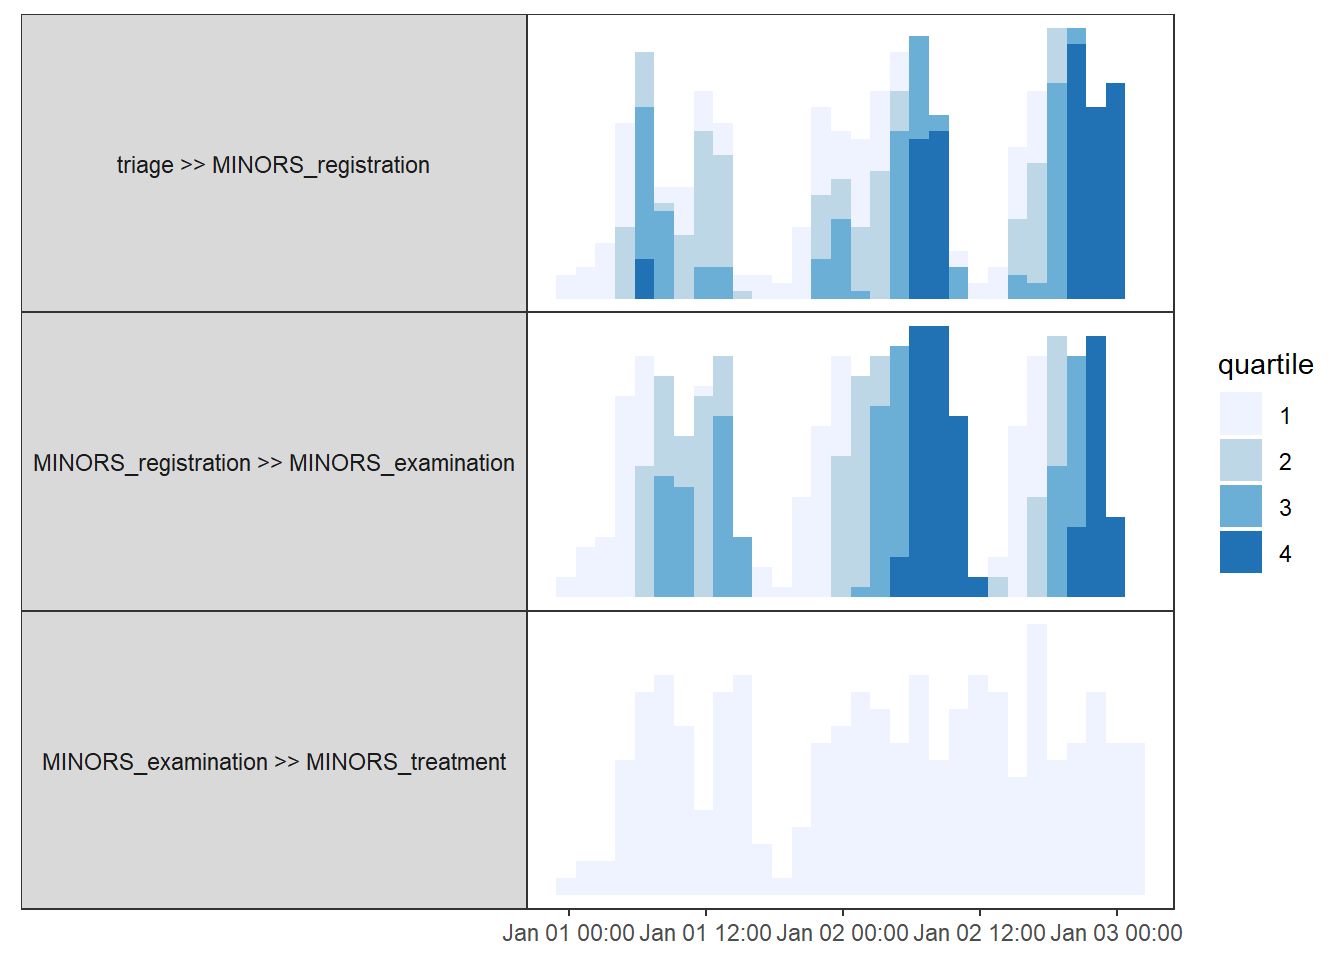 triage >> MINORS_registration
MINORS_registration >> MINORS_examination
MINORS_examination >> MINORS_treatment
quartile
1
2
3
4
Jan 01 00:00 Jan 01 12:00 Jan 02 00:00 Jan 02 12:00 Jan 03 00:00